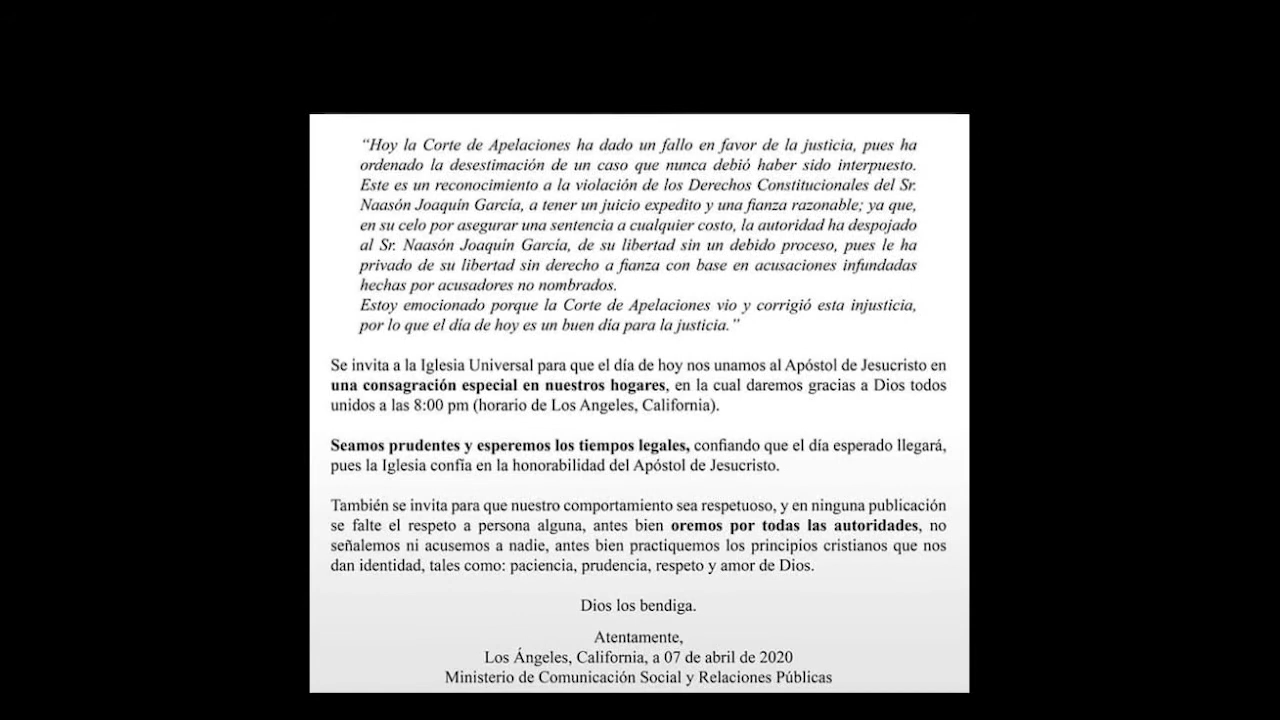 “Hoy la Corte de Apelaciones ha dado un fallo en favor de la justicia, pues ha
ordenado la desestimación de un caso que nunca debió haber sido interpuesto.
Este es un reconocimiento a la violación de los Derechos Constitucionales del Sr.
Naasón Joaquín García, a tener un juicio expedito y una fianza razonable; ya que,
en su celo por asegurar una sentencia a cualquier costo, la autoridad ha despojado
al Sr. Naasón Joaquín García, de su libertad sin un debido proceso, pues le ha
privado de su libertad sin derecho a fianza con base en acusaciones infundadas
hechas por acusadores no nombrados.
Estoy emocionado porque la Corte de Apelaciones vio y corrigió esta injusticia,
por lo que el día de hoy es un buen día para la justicia.”
Se invita a la Iglesia Universal para que el día de hoy nos unamos al Apóstol de Jesucristo en
una consagración especial en nuestros hogares, en la cual daremos gracias a Dios todos
unidos a las 8:00 pm (horario de Los Angeles, California).
Seamos prudentes y esperemos los tiempos legales, confiando que el día esperado llegará,
pues la Iglesia confía en la honorabilidad del Apóstol de Jesucristo.
También se invita para que nuestro comportamiento sea respetuoso, y en ninguna publicación
se falte el respeto a persona alguna, antes bien oremos por todas las autoridades, no
señalemos ni acusemos a nadie, antes bien practiquemos los principios cristianos que nos
dan identidad, tales como: paciencia, prudencia, respeto y amor de Dios.
Dios los bendiga.
Atentamente,
Los Ángeles, California, a 07 de abril de 2020
Ministerio de Comunicación Social y Relaciones Públicas